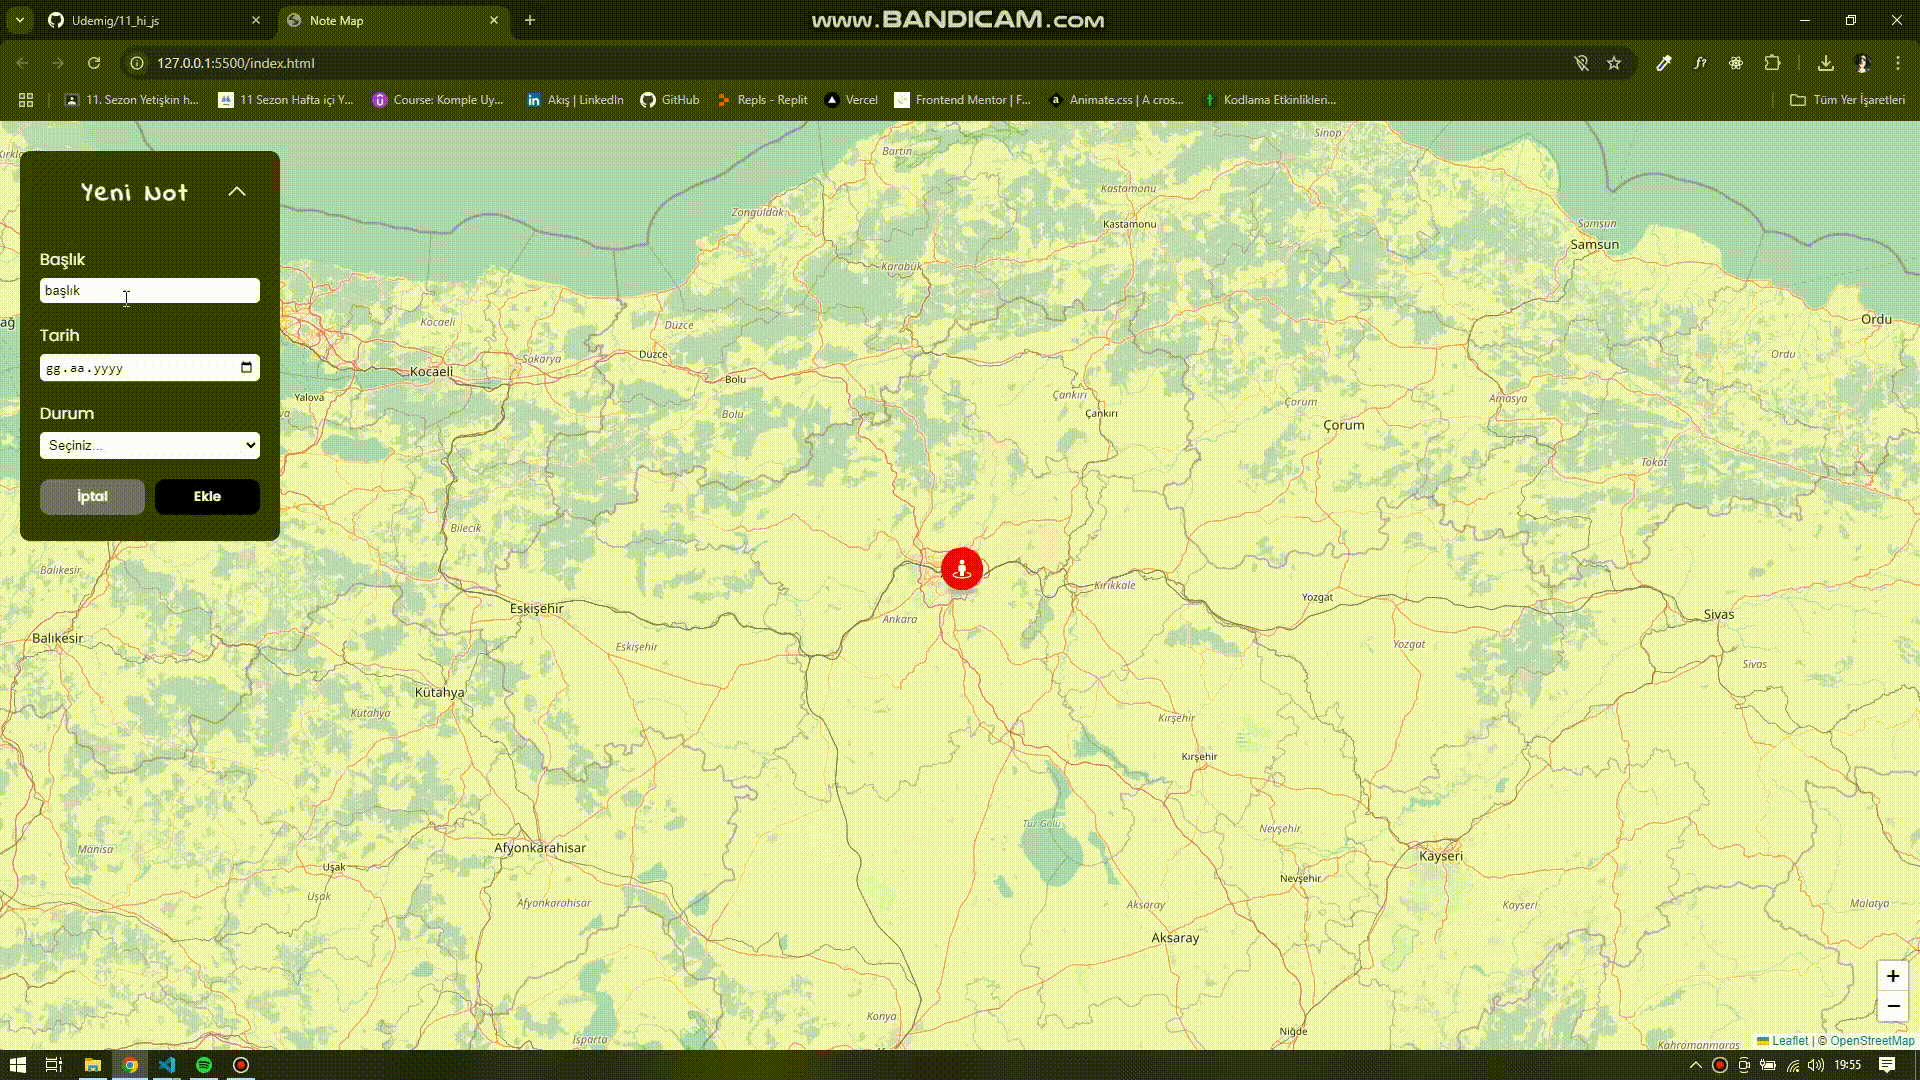 Udemig/11_hi_js
Note Map
www.BANDICAM.com
127.0.0.1:5500/index.html
11. Sezon Yetişkin h...
11 Sezon Hafta içi Y...
Course: Komple Uy...
Akış | LinkedIn
GitHub
Repls - Replit
Vercel
Frontend Mentor | F...
Animate.css | A cros...
Kodlama Etkinlikleri...
Tüm Yer İşaretleri
Yeni Not
Başlık
başlık
Tarih
gg.aa.yyyy
Durum
Seçiniz...
İptal
Ekle
Sinop
Bartın
Kastamonu
Kastamonu
Zonguldak
Samsun
Samsun
Karabük
Ordu
Ordu
Kocaeli
Kocaeli
Düzce
Düzce
Sakarya
Yalova
Bolu
Bolu
Çankırı
Çankırı
Çorum
Çorum
Amasya
Tokat
Bilecik
Balıkesir
Balıkesir
Eskişehir
Eskişehir
Ankara
Kırıkkale
Yozgat
Yozgat
Sivas
Sivas
Kütahya
Kütahya
Kırşehir
Kırşehir
Tuz Gölü
Nevşehir
Nevşehir
Manisa
Afyonkarahisar
Afyonkarahisar
Uşak
Uşak
Kayseri
Kayseri
Aksaray
Aksaray
Malatya
Konya
Niğde
Isparta
Kahramanmaraş
+
−
Leaflet | © OpenStreetMap
19:55